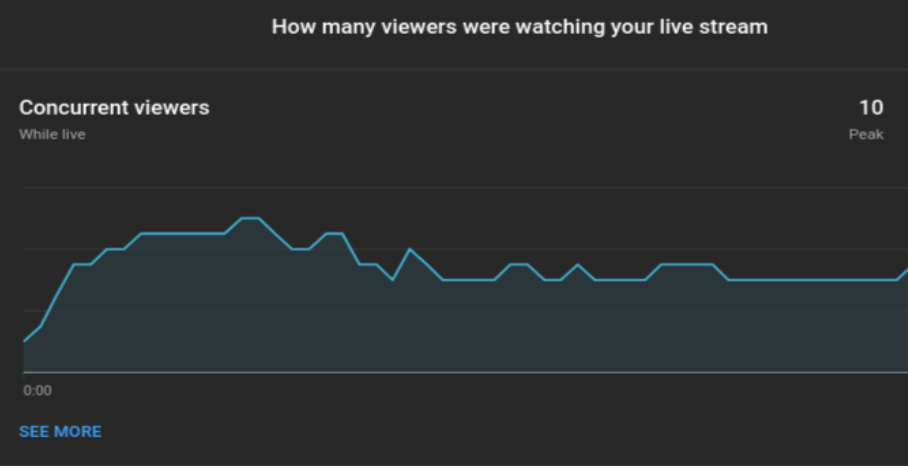 How many viewers were watching your live stream
Concurrent viewers
10
While live
Peak
0:00
SEE MORE